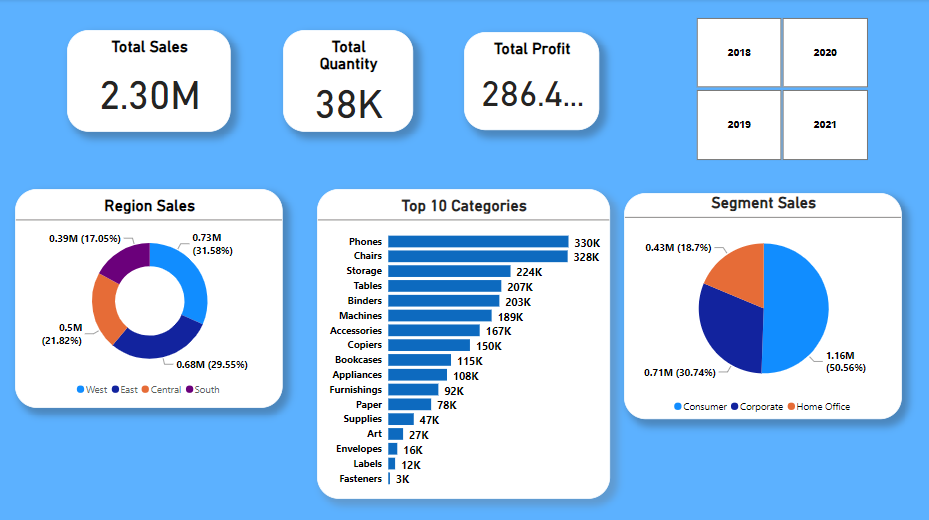 Total Sales
2.30M
Total
Quantity
38K
Total Profit
286.4...
2018
2020
2019
2021
Region Sales
0.39M (17.05%)
0.73M
(31.58%)
0.5M
(21.82%)
0.68M (29.55%)
West East Central South
Top 10 Categories
Phones 330K
Chairs 328K
Storage 224K
Tables 207K
Binders 203K
Machines 189K
Accessories 167K
Copiers 150K
Bookcases 115K
Appliances 108K
Furnishings 92K
Paper 78K
Supplies 47K
Art 27K
Envelopes 16K
Labels 12K
Fasteners 3K
Segment Sales
0.43M (18.7%)
0.71M (30.74%)
1.16M
(50.56%)
Consumer Corporate Home Office